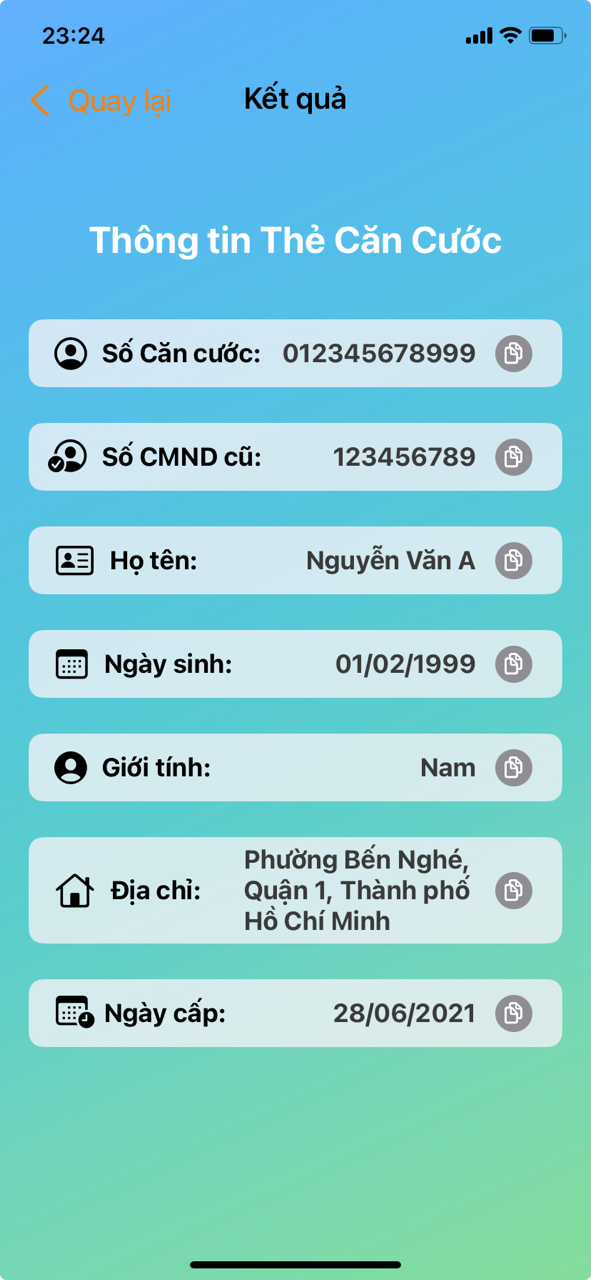 23:24
Quay lại
Kết quả
Thông tin Thẻ Căn Cước
Số Căn cước: 012345678999
Số CMND cũ: 123456789
Họ tên: Nguyễn Văn A
Ngày sinh: 01/02/1999
Giới tính: Nam
Địa chỉ: Phường Bến Nghé,
Quận 1, Thành phố
Hồ Chí Minh
Ngày cấp: 28/06/2021